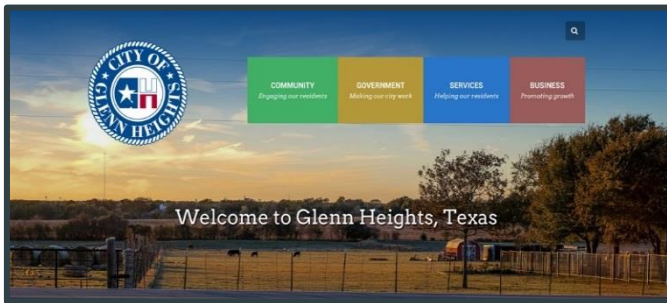 CITY OF
GLENN HEIGHTS
GH
COMMUNITY
Engaging our residents
GOVERNMENT
Making our city work
SERVICES
Helping our residents
BUSINESS
Promoting growth
Welcome to Glenn Heights, Texas